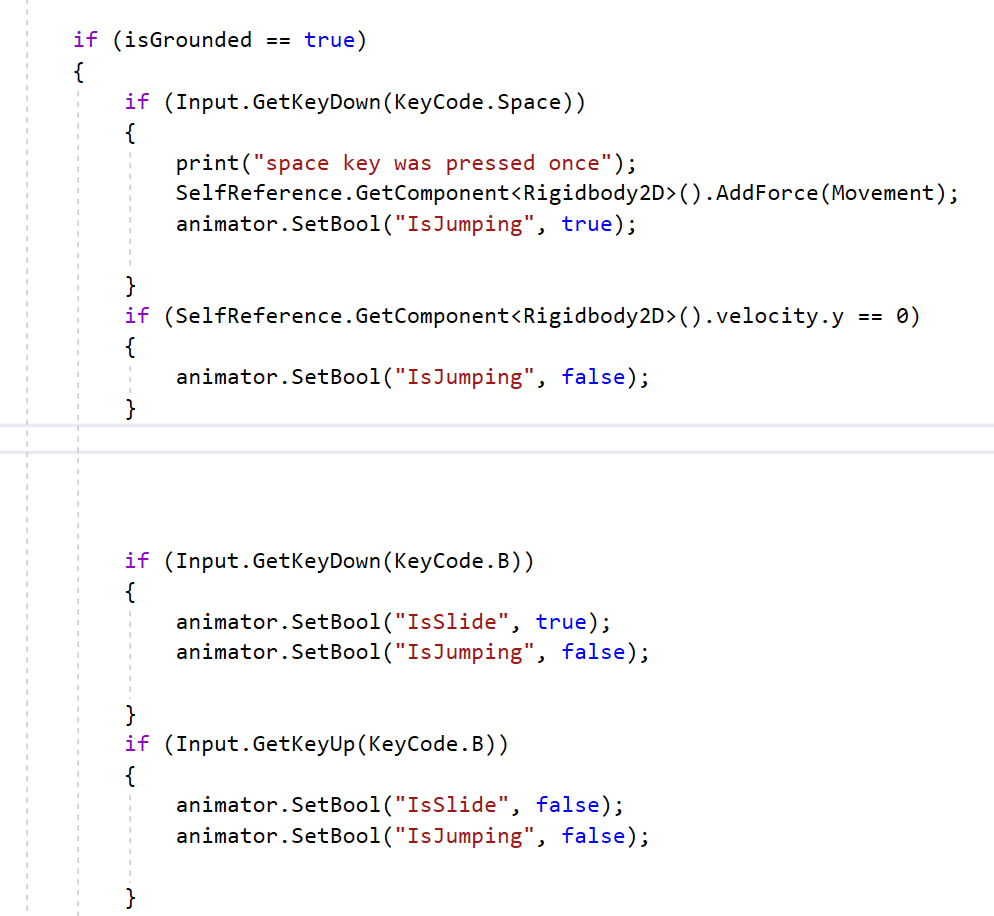 if (isGrounded == true)
{
if (Input.GetKeyDown(KeyCode.Space))
{
print("space key was pressed once");
SelfReference.GetComponent<Rigidbody2D>().AddForce(Movement);
animator.SetBool("IsJumping", true);
}
if (SelfReference.GetComponent<Rigidbody2D>().velocity.y == 0)
{
animator.SetBool("IsJumping", false);
}
if (Input.GetKeyDown(KeyCode.B))
{
animator.SetBool("IsSlide", true);
animator.SetBool("IsJumping", false);
}
if (Input.GetKeyUp(KeyCode.B))
{
animator.SetBool("IsSlide", false);
animator.SetBool("IsJumping", false);
}